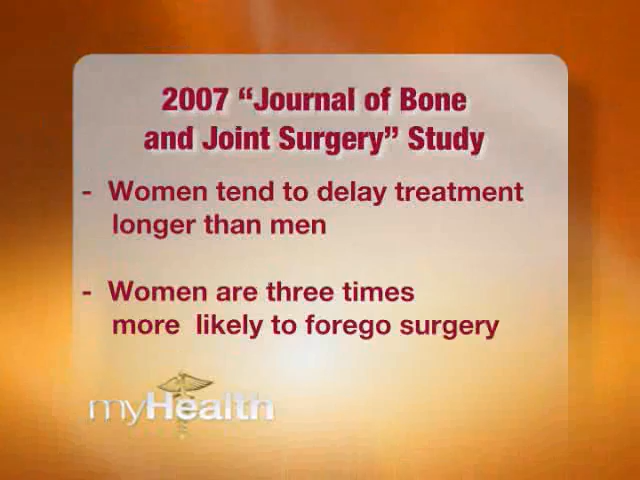 2007 “Journal of Bone
and Joint Surgery” Study
- Women tend to delay treatment
longer than men
- Women are three times
more likely to forego surgery
myHealth